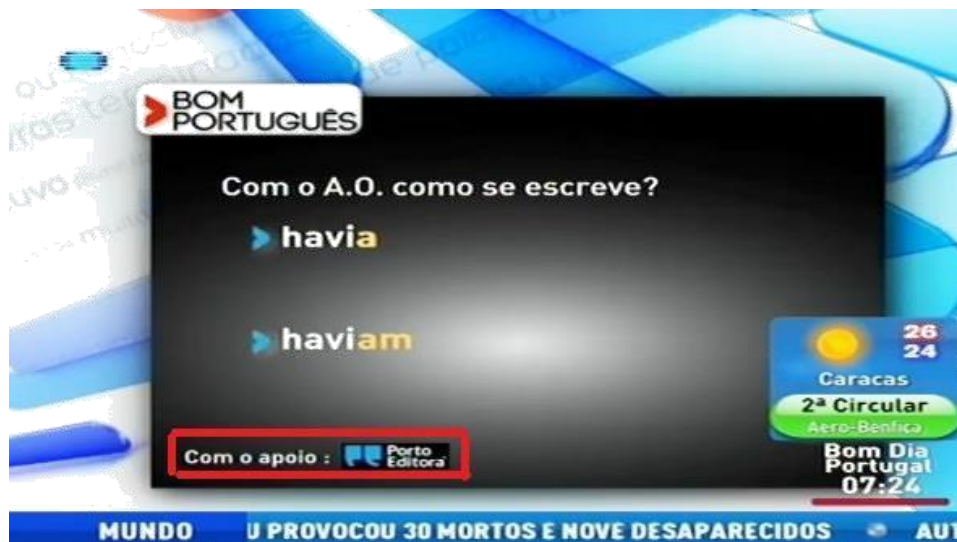 BOM
PORTUGUÊS
Com o A.O. como se escreve?
havia
haviam
26
24
Caracas
2ª Circular
Aero-Benfica
Com o apoio : Porto
Editora
Bom Dia
Portugal
07:24
MUNDO U PROVOCOU 30 MORTOS E NOVE DESAPARECIDOS AUT